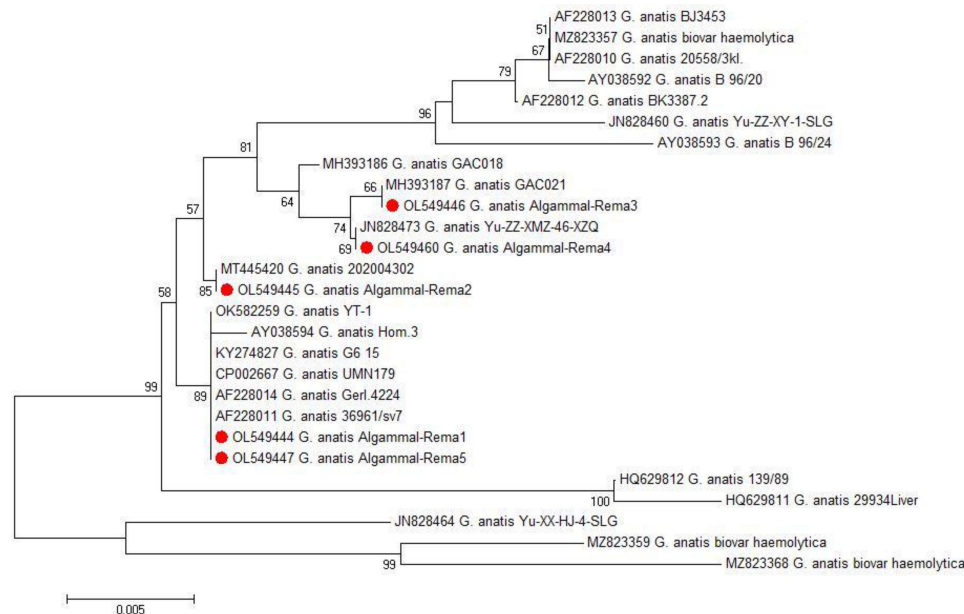 AF228013 G. anatis BJ3453
51
MZ823357 G. anatis biovar haemolytica
67
AF228010 G. anatis 20558/3kl.
79
AY038592 G. anatis B 96/20
AF228012 G. anatis BK3387.2
96
JN828460 G. anatis Yu-ZZ-XY-1-SLG
AY038593 G. anatis B 96/24
81
MH393186 G. anatis GAC018
66
MH393187 G. anatis GAC021
64
OL549446 G. anatis Algammal-Rema3
57
74
JN828473 G. anatis Yu-ZZ-XMZ-46-XZQ
69
OL549460 G. anatis Algammal-Rema4
MT445420 G. anatis 202004302
85
OL549445 G. anatis Algammal-Rema2
58
OK582259 G. anatis YT-1
AY038594 G. anatis Hom.3
KY274827 G. anatis G6 15
CP002667 G. anatis UMN179
99
89
AF228014 G. anatis Gerl.4224
AF228011 G. anatis 36961/sv7
OL549444 G. anatis Algammal-Rema1
OL549447 G. anatis Algammal-Rema5
HQ629812 G. anatis 139/89
100
HQ629811 G. anatis 29934Liver
JN828464 G. anatis Yu-XX-HJ-4-SLG
MZ823359 G. anatis biovar haemolytica
99
MZ823368 G. anatis biovar haemolytica
0.005